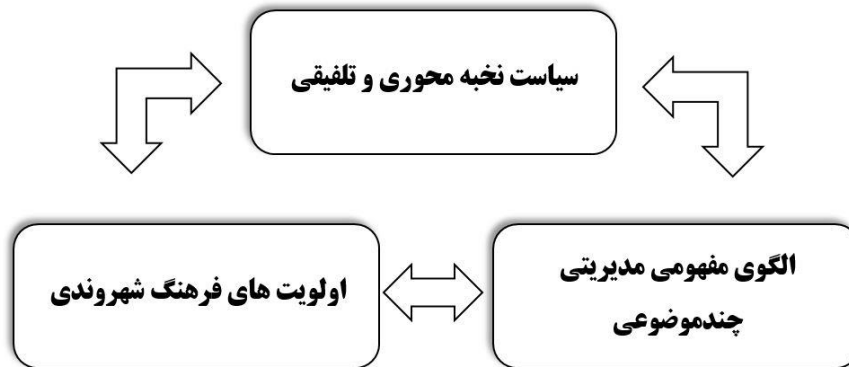 سیاست نخبه محوری و تلفیقی
الگوی مفهومی مدیریتی
چندموضوعی
اولویت های فرهنگ شهروندی